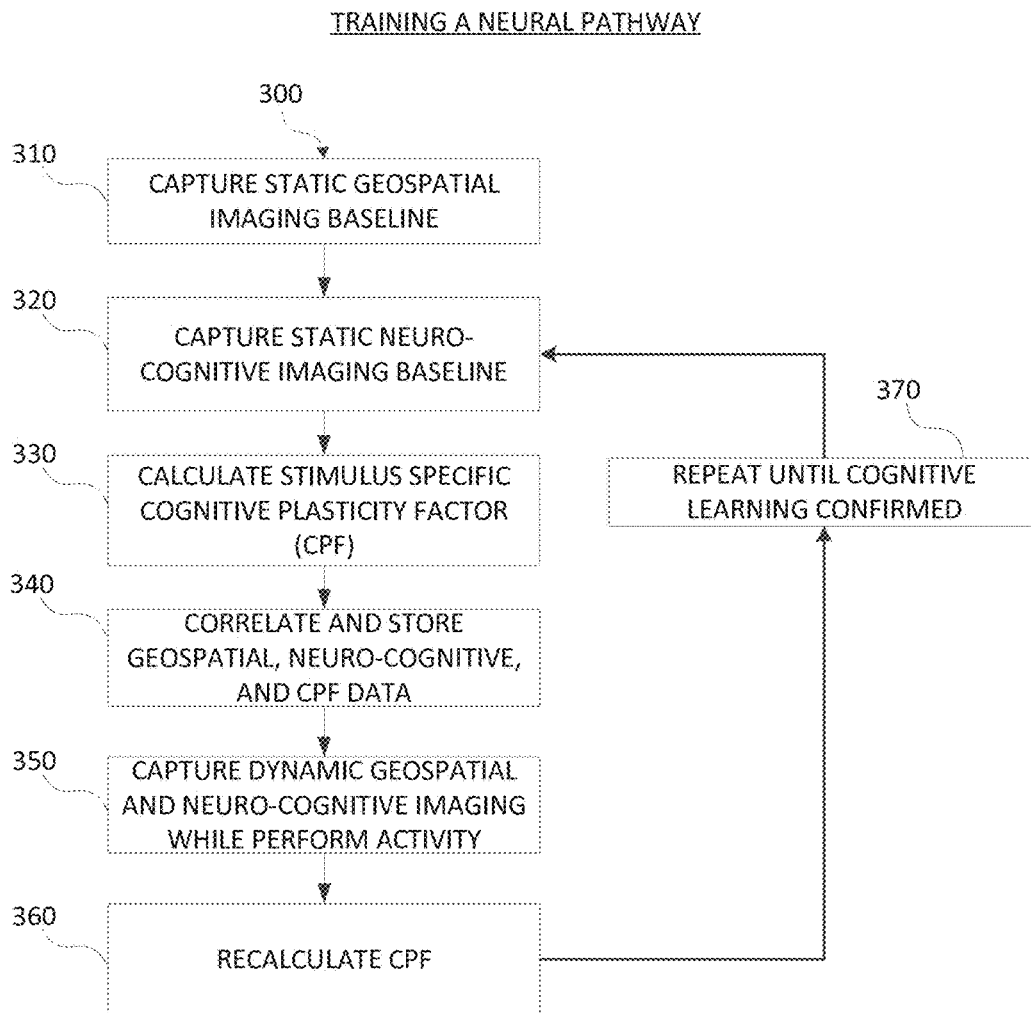 TRAINING A NEURAL PATHWAY
300
310
CAPTURE STATIC GEOSPATIAL
IMAGING BASELINE
320
CAPTURE STATIC NEURO-
COGNITIVE IMAGING BASELINE
330
CALCULATE STIMULUS SPECIFIC
COGNITIVE PLASTICITY FACTOR
(CPF)
340
CORRELATE AND STORE
GEOSPATIAL, NEURO-COGNITIVE,
AND CPF DATA
350
CAPTURE DYNAMIC GEOSPATIAL
AND NEURO-COGNITIVE IMAGING
WHILE PERFORM ACTIVITY
360
RECALCULATE CPF
370
REPEAT UNTIL COGNITIVE
LEARNING CONFIRMED